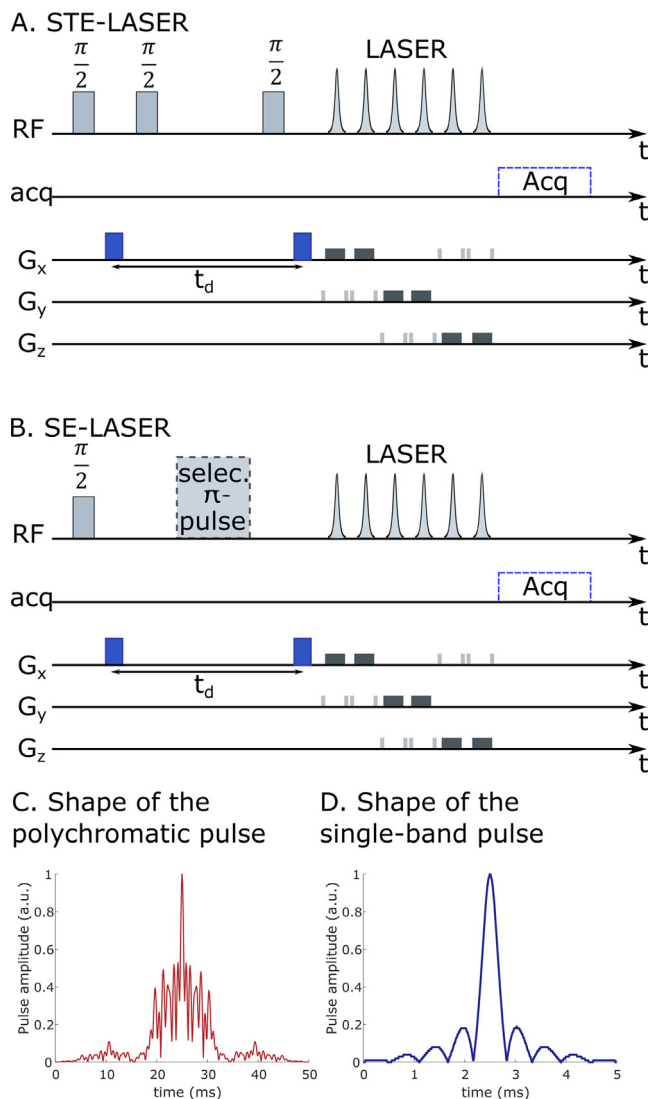 A. STE-LASER
π/2 π/2 π/2 LASER
RF t
acq Acq t
Gx t
td
Gy t
Gz t
B. SE-LASER
π/2 LASER
selec.
π-
pulse
RF t
acq Acq t
Gx t
td
Gy t
Gz t
C. Shape of the
polychromatic pulse
Pulse amplitude (a.u.)
1
0.8
0.6
0.4
0.2
0
0 10 20 30 40 50
time (ms)
D. Shape of the
single-band pulse
Pulse amplitude (a.u.)
1
0.8
0.6
0.4
0.2
0
0 1 2 3 4 5
time (ms)